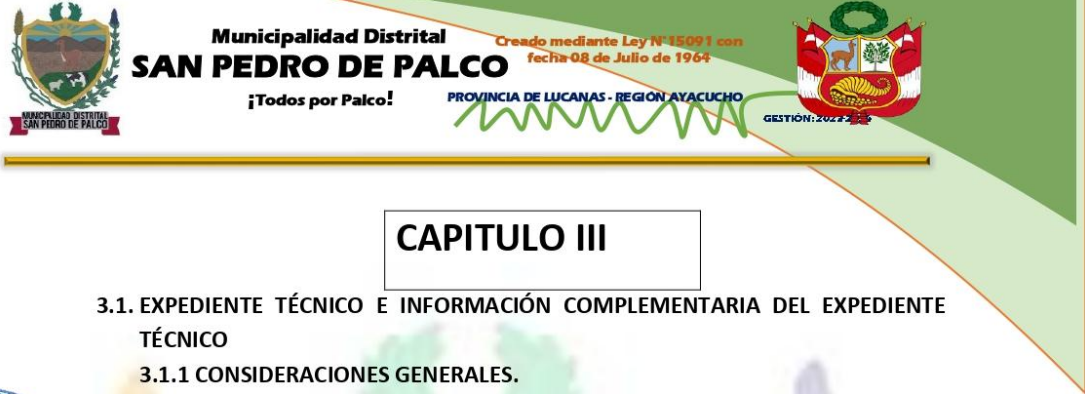 Municipalidad Distrital
SAN PEDRO DE PALCO
¡Todos por Palco!
Creado mediante Ley N°15091 con
fecha 08 de Julio de 1964
PROVINCIA DE LUCANAS - REGION AYACUCHO
MUNICIPALIDAD DISTRITAL
SAN PEDRO DE PALCO
GESTIÓN:
CAPITULO III
3.1. EXPEDIENTE TÉCNICO E INFORMACIÓN COMPLEMENTARIA DEL EXPEDIENTE
TÉCNICO
3.1.1 CONSIDERACIONES GENERALES.